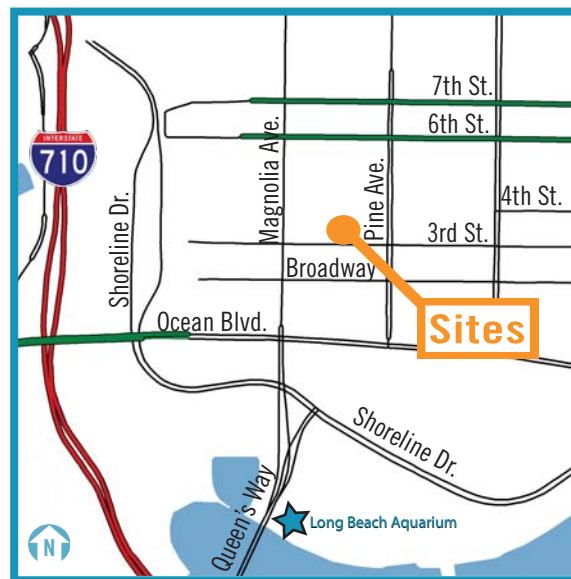 7th St.
6th St.
INTERSTATE
710
Magnolia Ave.
Pine Ave.
4th St.
Shoreline Dr.
3rd St.
Broadway
Sites
Ocean Blvd.
Shoreline Dr.
Queen's Way
Long Beach Aquarium
N